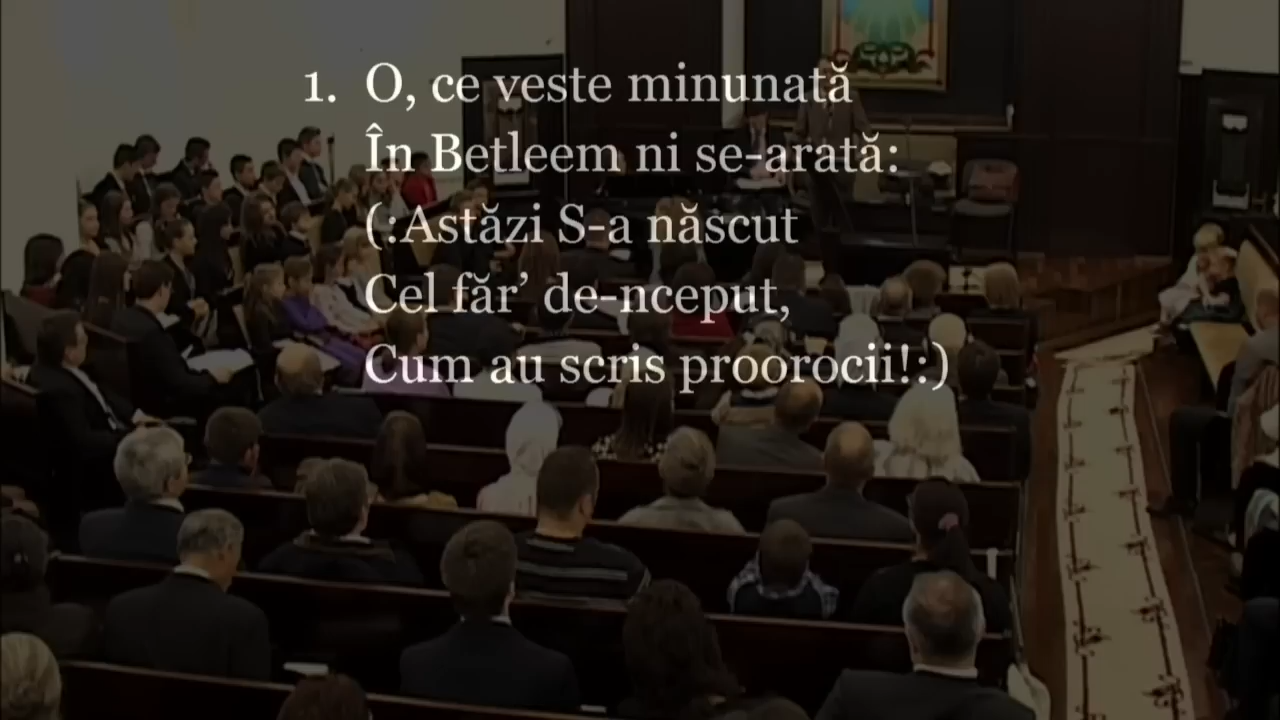 1. O, ce veste minunată
În Betleem ni se-arată:
(:Astăzi S-a născut
Cel făr’ de-nceput,
Cum au scris proorocii!:)